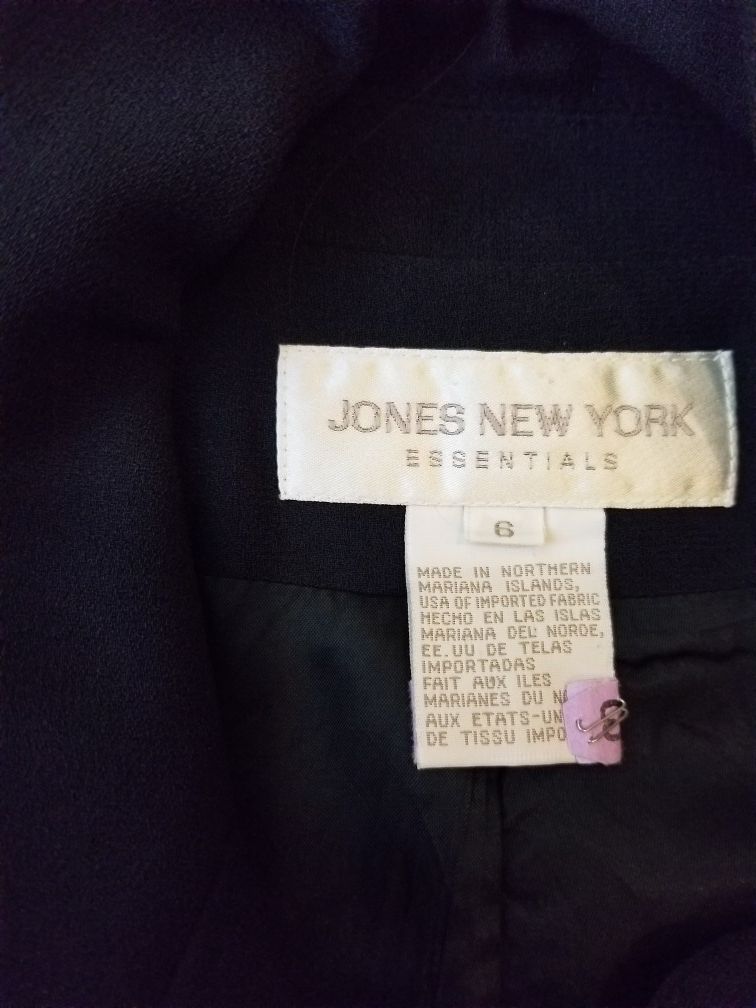 JONES NEW YORK
ESSENTIALS
6
MADE IN NORTHERN
MARIANA ISLANDS,
USA OF IMPORTED FABRIC
HECHO EN LAS ISLAS
MARIANA DEL NORDE,
EE.UU DE TELAS
IMPORTADAS
FAIT AUX ILES
MARIANES DU
AUX ETATS-UN
DE TISSU IMPO